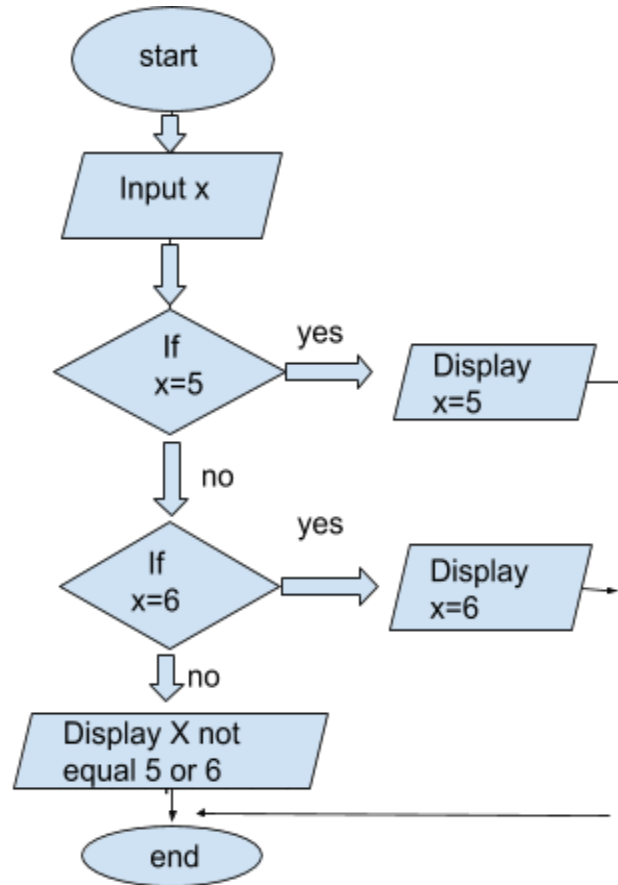 start
Input x
If
x=5
yes
Display
x=5
no
If
x=6
yes
Display
x=6
no
Display X not
equal 5 or 6
end